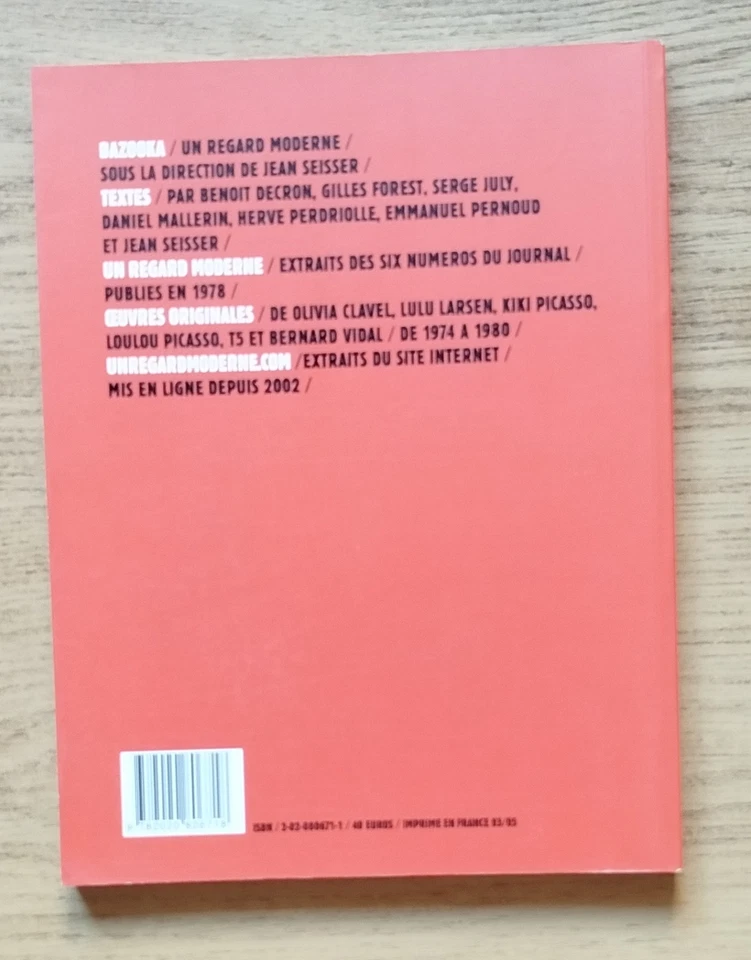 BAZOOKA / UN REGARD MODERNE /
SOUS LA DIRECTION DE JEAN SEISSER /
TEXTES / PAR BENOIT DECRON, GILLES FOREST, SERGE JULY,
DANIEL MALLERIN, HERVE PERDRIOLLE, EMMANUEL PERNOUD
ET JEAN SEISSER /
UN REGARD MODERNE / EXTRAITS DES SIX NUMEROS DU JOURNAL /
PUBLIES EN 1978 /
ŒUVRES ORIGINALES / DE OLIVIA CLAVEL, LULU LARSEN, KIKI PICASSO,
LOULOU PICASSO, T5 ET BERNARD VIDAL / DE 1974 A 1980 /
UNREGARDMODERNE.COM /EXTRAITS DU SITE INTERNET /
MIS EN LIGNE DEPUIS 2002 /
ISBN / / 40 EUROS / IMPRIME EN FRANCE 03/05